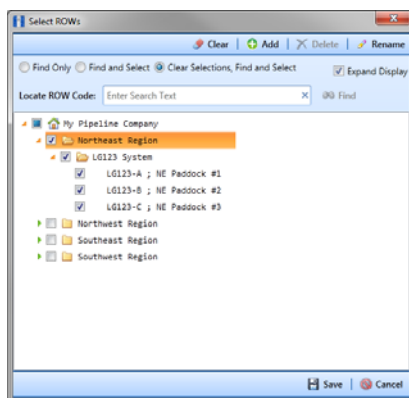 Select ROWs
Clear Add Delete Rename
Find Only Find and Select Clear Selections, Find and Select Expand Display
Locate ROW Code: Enter Search Text Find
My Pipeline Company
Northeast Region
LG123 System
LG123-A ; NE Paddock #1
LG123-B ; NE Paddock #2
LG123-C ; NE Paddock #3
Northwest Region
Southeast Region
Southwest Region
Save Cancel